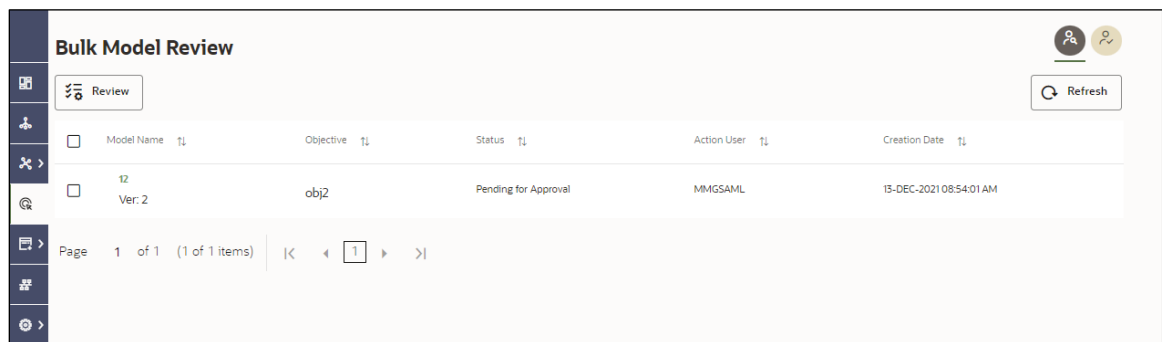 Bulk Model Review
Review
Refresh
Model Name Objective Status Action User Creation Date
12
Ver: 2 obj2 Pending for Approval MMGSAML 13-DEC-2021 08:54:01 AM
Page 1 of 1 (1 of 1 items) 1